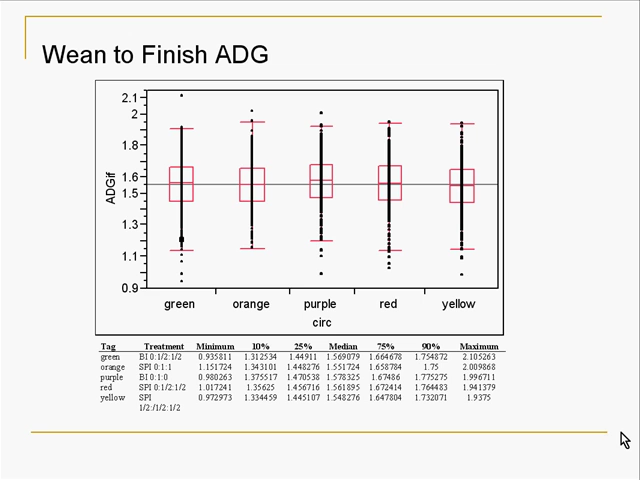 Wean to Finish ADG
2.1
2
1.8
1.6
1.5
1.3
1.1
0.9
ADGif
green orange purple red yellow
circ
Tag Treatment Minimum 10% 25% Median 75% 90% Maximum
green BI 0:1/2:1/2 0.935811 1.312534 1.44911 1.569079 1.664678 1.754872 2.105263
orange SPI 0:1:1 1.151724 1.343101 1.448276 1.551724 1.658784 1.75 2.009868
purple BI 0:1:0 0.980263 1.375517 1.470538 1.578325 1.67486 1.775275 1.996711
red SPI 0:1/2:1/2 1.017241 1.35625 1.456716 1.561895 1.672414 1.764483 1.941379
yellow SPI 0.972973 1.334459 1.445107 1.548276 1.647804 1.732071 1.9375
1/2:/1/2:1/2